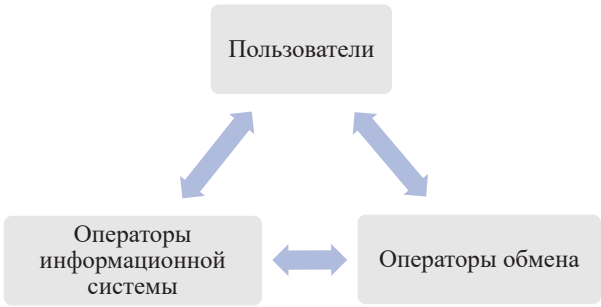 Пользователи
Операторы
информационной
системы
Операторы обмена